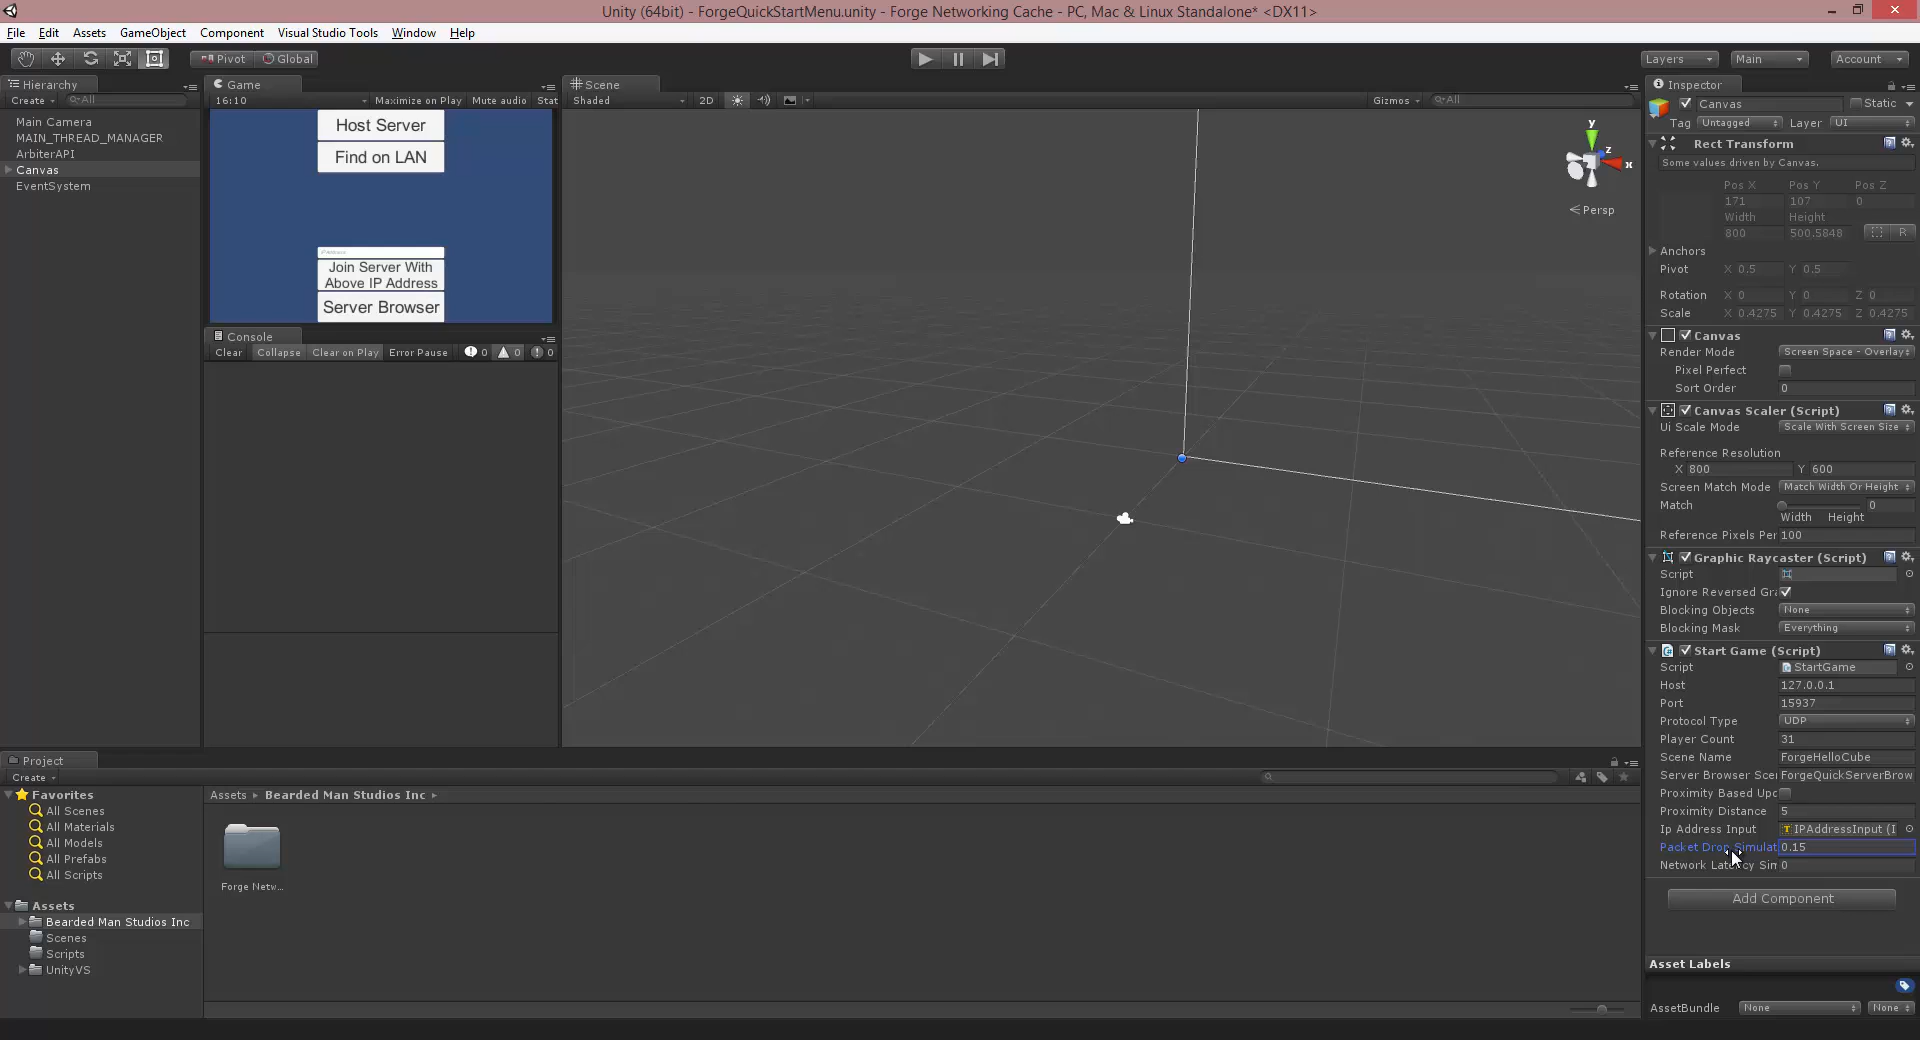 Unity (64bit) - ForgeQuickStartMenu.unity - Forge Networking Cache - PC, Mac & Linux Standalone* <DX11>
File Edit Assets GameObject Component Visual Studio Tools Window Help
Pivot Global Layers Main Account
Hierarchy
Create All
Main Camera
MAIN_THREAD_MANAGER
ArbiterAPI
Canvas
EventSystem
Game
16:10 Maximize on Play Mute audio Stat
Host Server
Find on LAN
Join Server With
Above IP Address
Server Browser
Console
Clear Collapse Clear on Play Error Pause 0 0 0
Scene
Shaded 2D Gizmos All
y
z
x
Persp
Inspector
Canvas Static
Tag Untagged Layer UI
Rect Transform
Some values driven by Canvas.
Pos X Pos Y Pos Z
171 107 0
Width Height
800 500.5848 R
Anchors
Pivot X 0.5 Y 0.5
Rotation X 0 Y 0 Z 0
Scale X 0.4275 Y 0.4275 Z 0.4275
Canvas
Render Mode Screen Space - Overlay
Pixel Perfect
Sort Order 0
Canvas Scaler (Script)
Ui Scale Mode Scale With Screen Size
Reference Resolution
X 800 Y 600
Screen Match Mode Match Width Or Height
Match 0
Width Height
Reference Pixels Per 100
Graphic Raycaster (Script)
Script
Ignore Reversed Gra
Blocking Objects None
Blocking Mask Everything
Start Game (Script)
Script StartGame
Host 127.0.0.1
Port 15937
Protocol Type UDP
Player Count 31
Scene Name ForgeHelloCube
Server Browser Scen ForgeQuickServerBrow
Proximity Based Upd
Proximity Distance 5
Ip Address Input IPAddressInput (I
Packet Drop Simulat 0.15
Network Latency Sim 0
Add Component
Asset Labels
AssetBundle None None
Project
Create
Favorites
All Scenes
All Materials
All Models
All Prefabs
All Scripts
Assets
Bearded Man Studios Inc
Scenes
Scripts
UnityVS
Assets Bearded Man Studios Inc
Forge Netw...